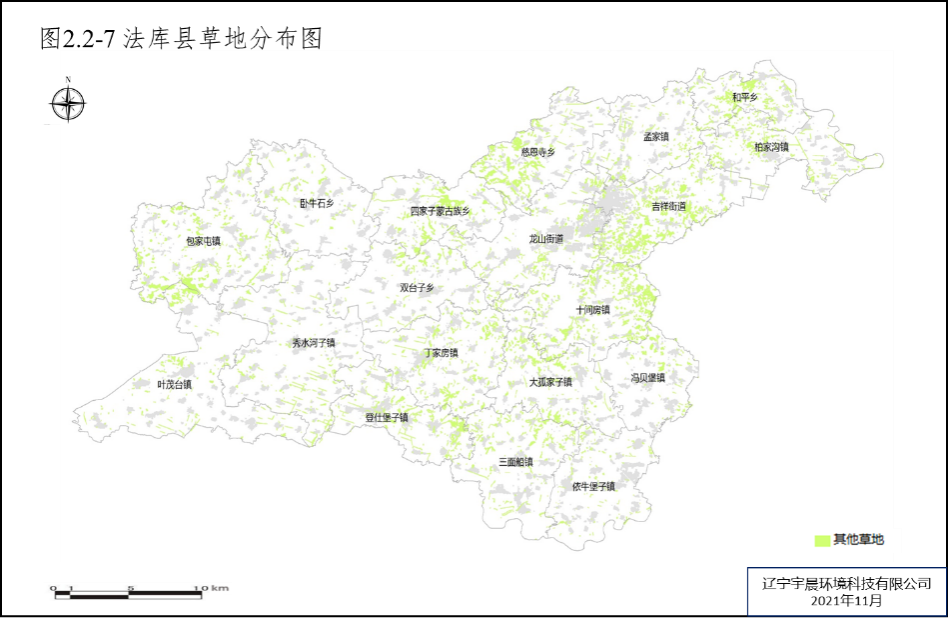 图2.2-7 法库县草地分布图
N
和平乡
孟家镇
柏家沟镇
慈恩寺乡
卧牛石乡
四家子蒙古族乡
吉祥街道
包家屯镇
龙山街道
双台子乡
十间房镇
秀水河子镇
丁家房镇
叶茂台镇
大孤家子镇
冯贝堡镇
登仕堡子镇
三面船镇
依牛堡子镇
其他草地
0 1 5 10 km
辽宁宇晨环境科技有限公司
2021年11月